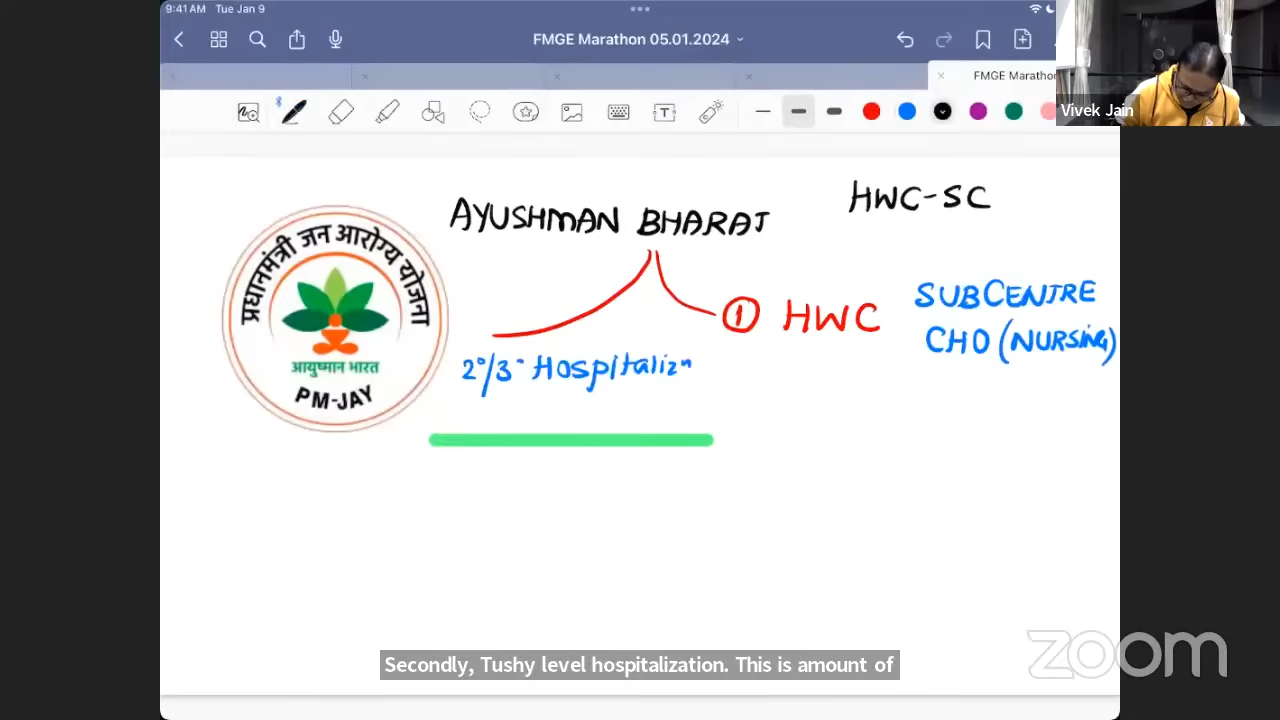 9:41 AM Tue Jan 9
FMGE Marathon 05.01.2024
FMGE Marathon
Vivek Jain
AYUSHMAN BHARAT
HWC-SC
प्रधानमंत्री जन आरोग्य योजना
आयुष्मान भारत
PM-JAY
① HWC
SUBCENTRE
CHO (NURSING)
2°/3° Hospitalizⁿ
Secondly, Tushy level hospitalization. This is amount of
zoom